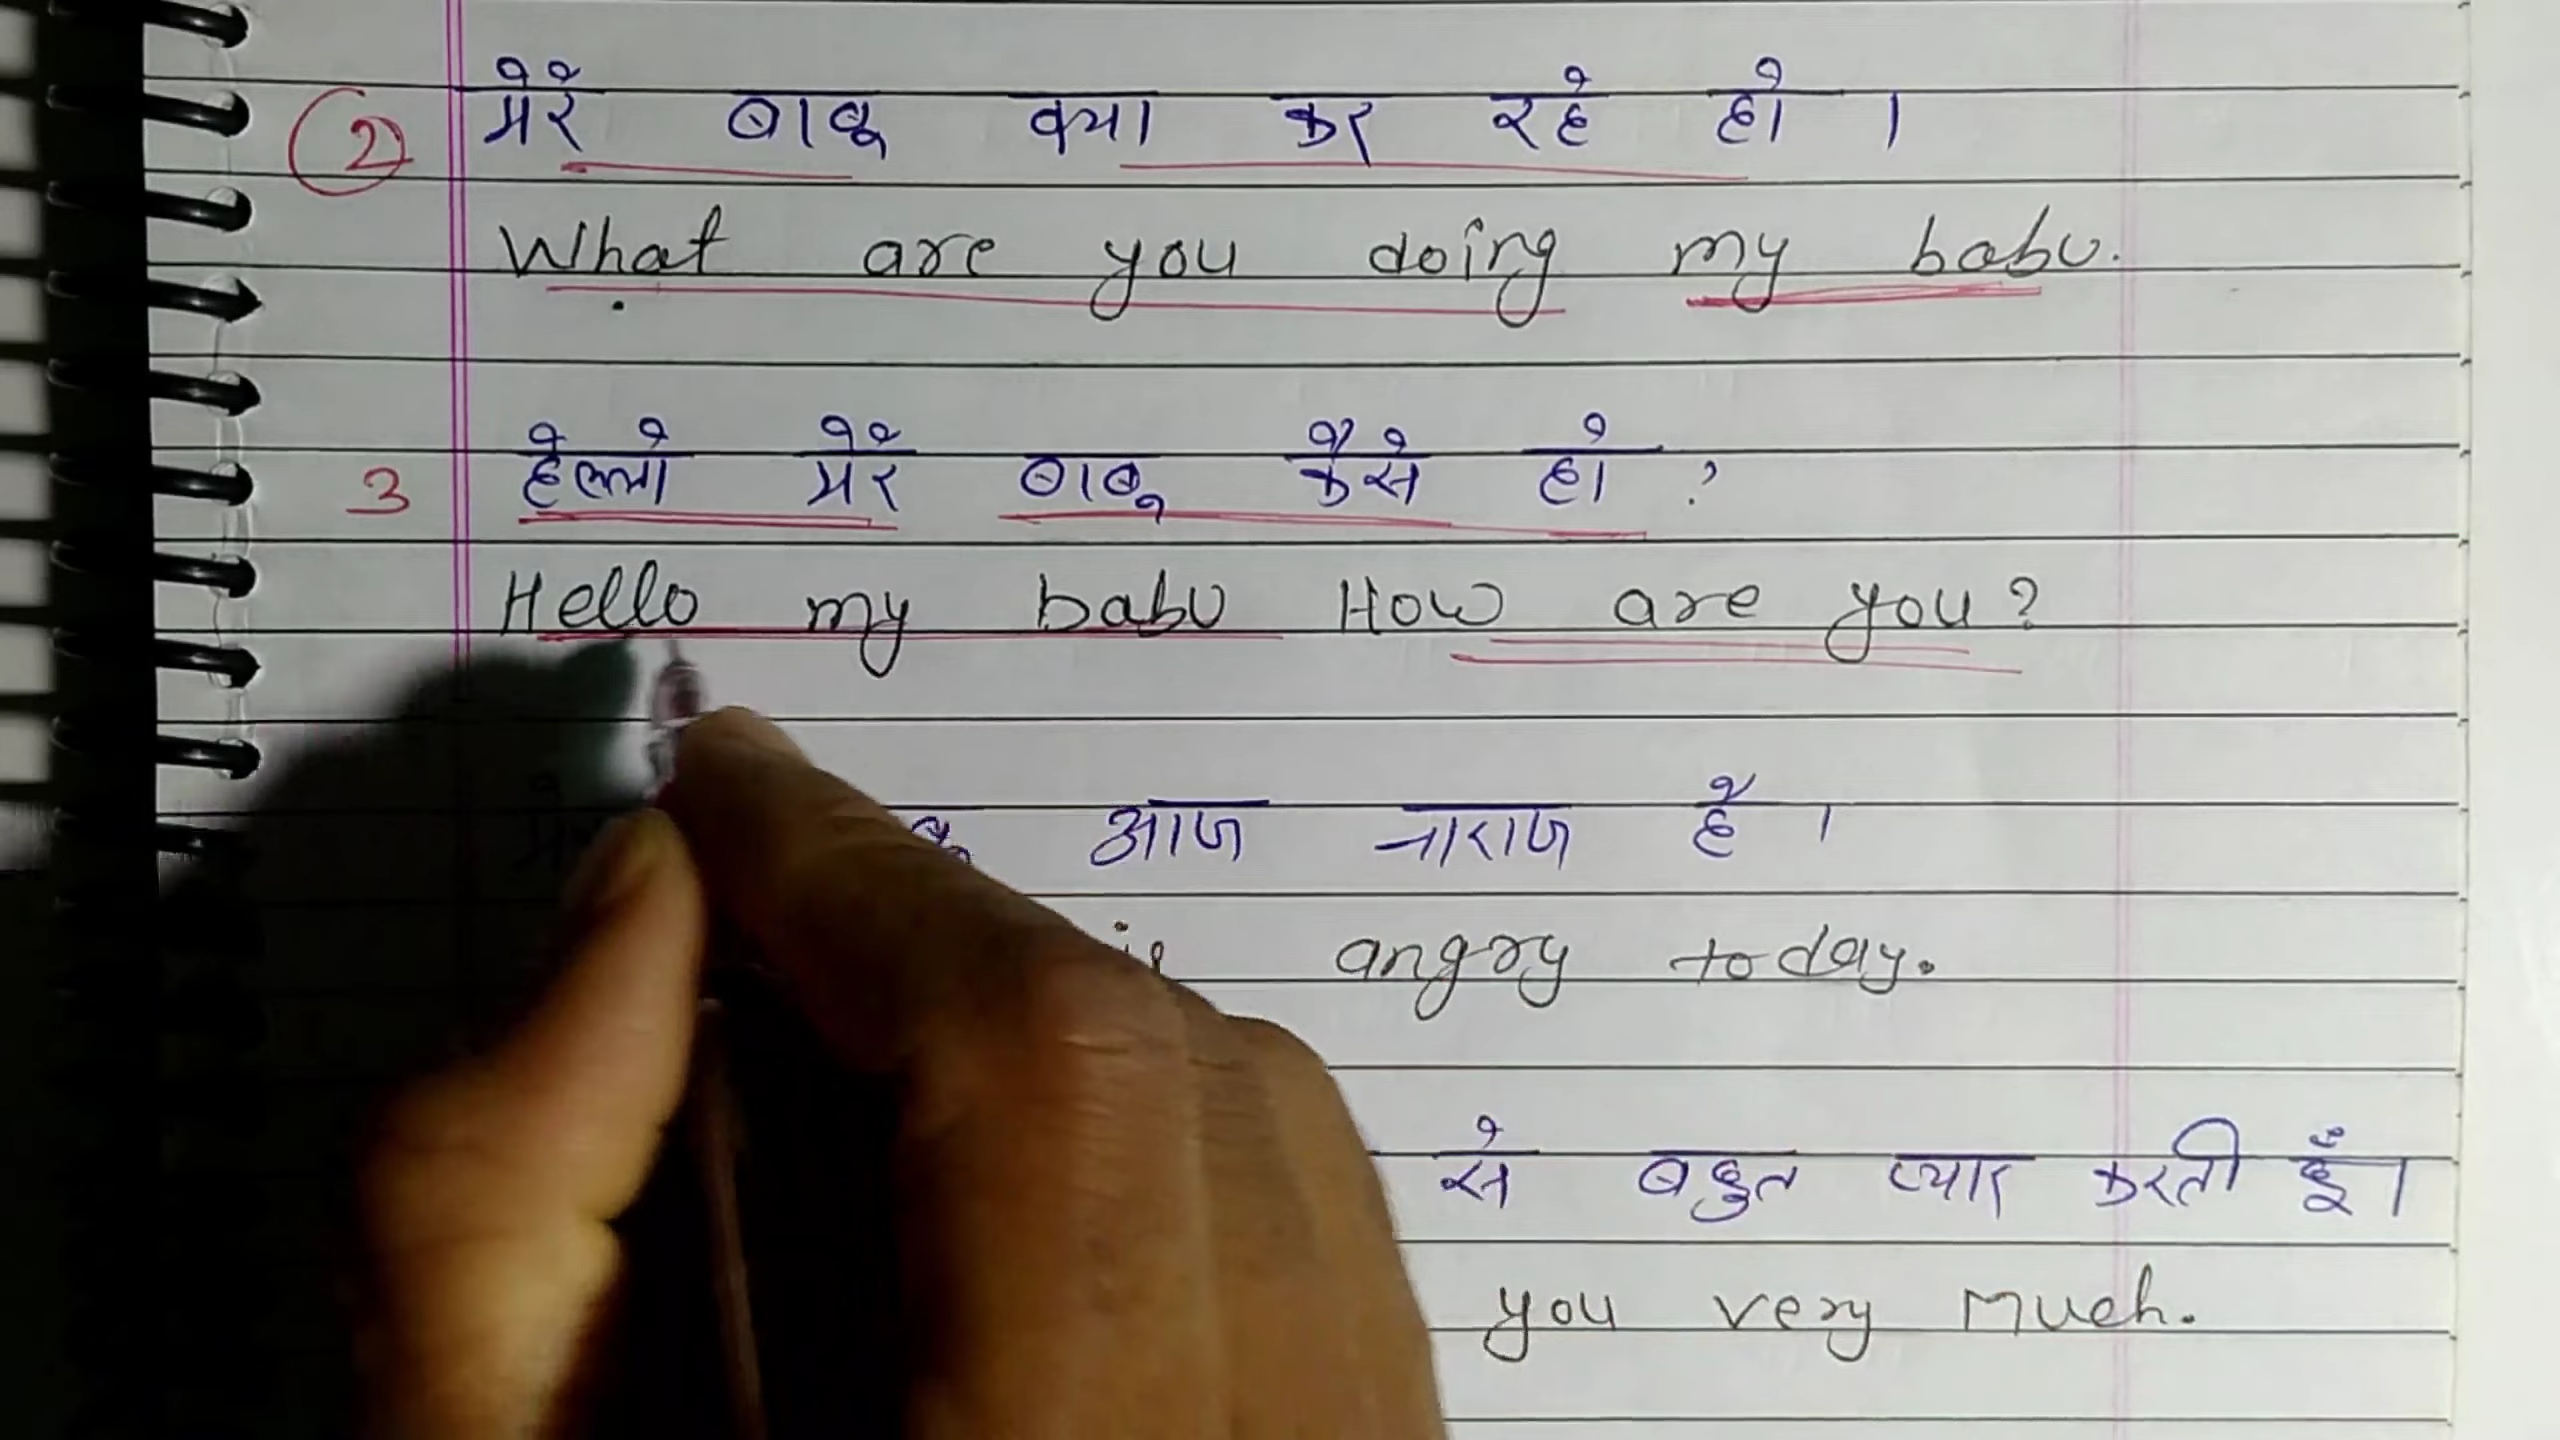 ② मेरे बाबू क्या कर रहे हो ।
What are you doing my babu.
3 हेल्लो मेरे बाबू कैसे हो ?
Hello my babu How are you?
आज नाराज है ।
is angry today.
से बहुत प्यार करती हूँ।
you very much.